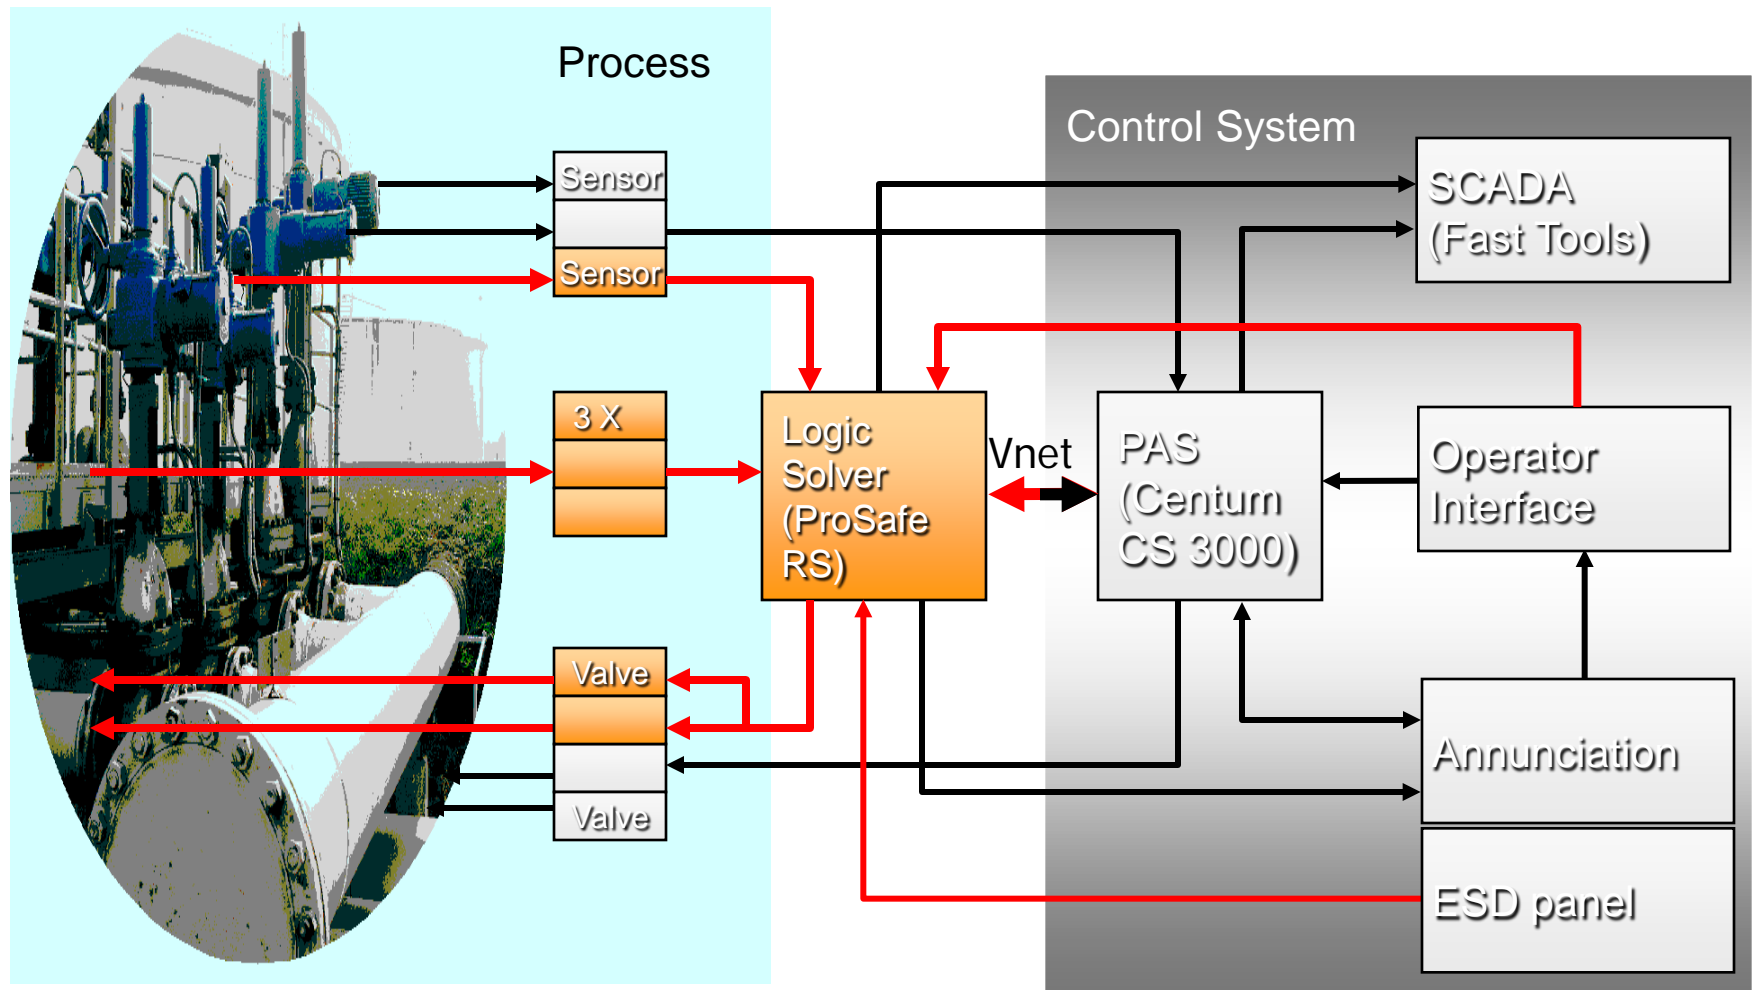 Process
Control System
Sensor
Sensor
SCADA
(Fast Tools)
3 X
Logic
Solver
(ProSafe
RS)
Vnet
PAS
(Centum
CS 3000)
Operator
Interface
Valve
Valve
Annunciation
ESD panel